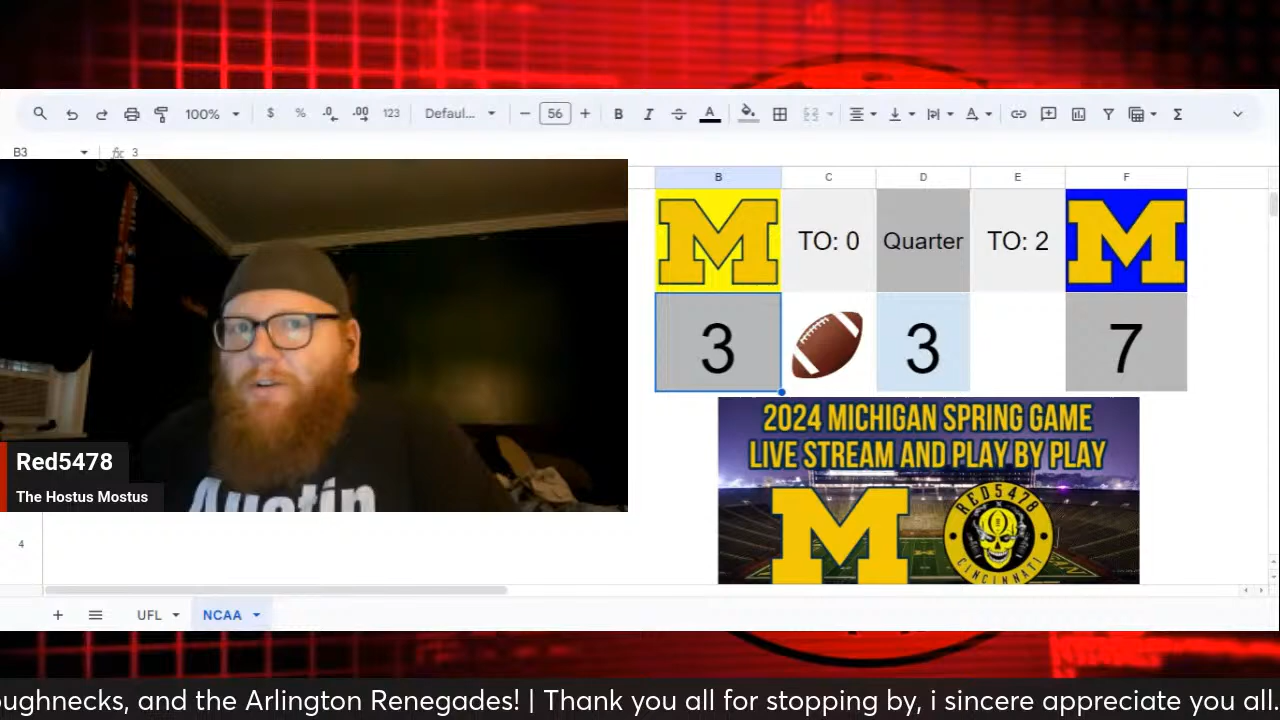 100%
$
%
.0
.00
123
Defaul...
56
B
I
A
A
Σ
B3
fx
3
B
C
D
E
F
M
TO: 0
Quarter
TO: 2
M
3
3
7
2024 MICHIGAN SPRING GAME
LIVE STREAM AND PLAY BY PLAY
M
RED5478
CINCINNATI
Red5478
The Hostus Mostus
Austin
4
UFL
NCAA
oughnecks, and the Arlington Renegades! | Thank you all for stopping by, i sincere appreciate you all.